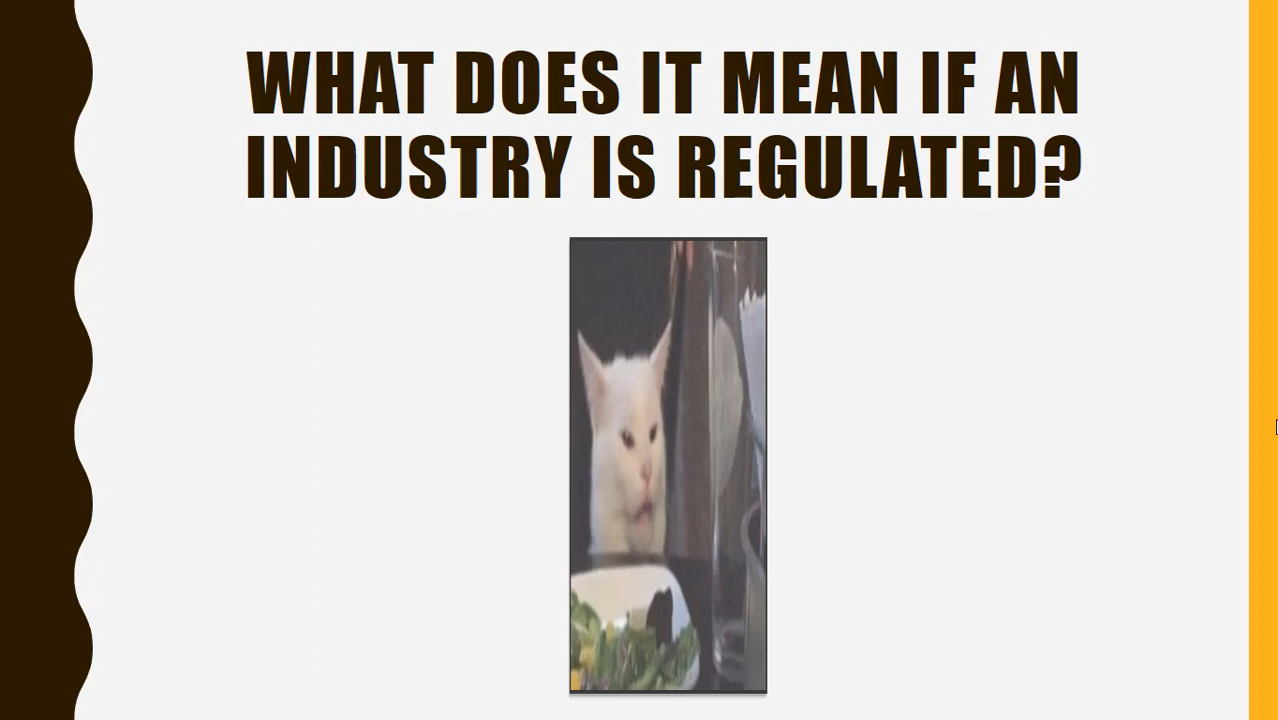 WHAT DOES IT MEAN IF AN
INDUSTRY IS REGULATED?